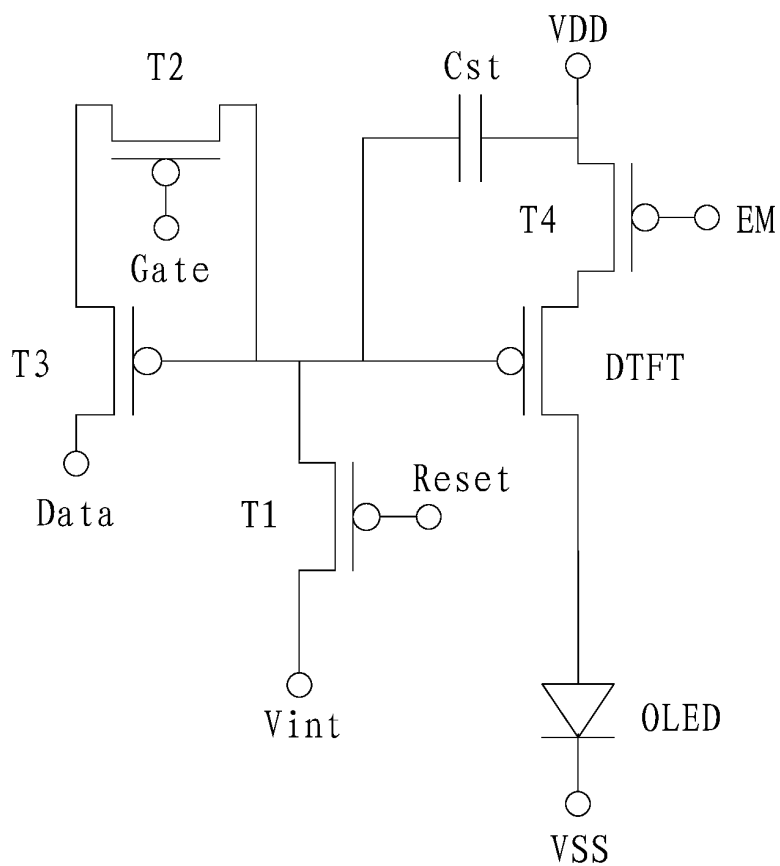 VDD
T2
Cst
T4
EM
Gate
T3
DTFT
Data
T1
Reset
Vint
OLED
VSS